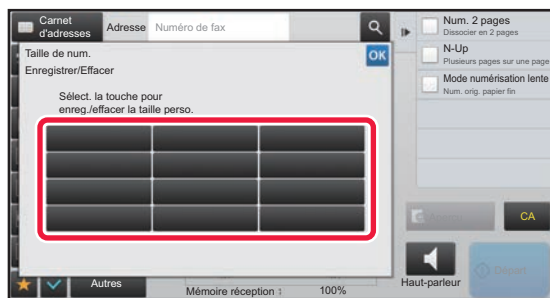 Carnet
d'adresses
Adresse
Numéro de fax
Taille de num.
OK
Enregistrer/Effacer
Sélect. la touche pour
enreg./effacer la taille perso.
Autres
Mémoire réception :
100%
Num. 2 pages
Dissocier en 2 pages
N-Up
Plusieurs pages sur une page
Mode numérisation lente
Num. orig. papier fin
CA
Haut-parleur
Départ